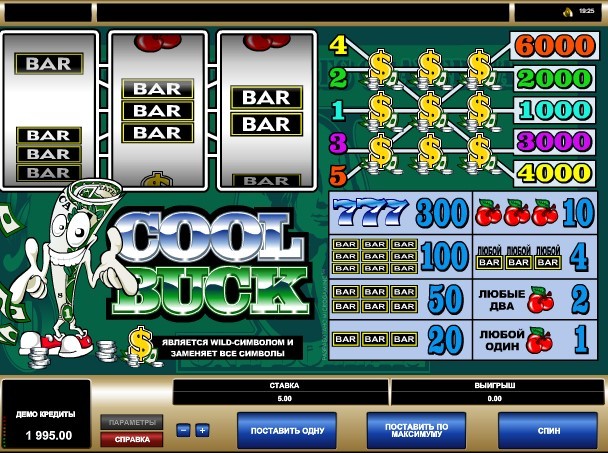 19:25
BAR
BAR
BAR
BAR
BAR
BAR
BAR
BAR
BAR
BAR
4 6000
2 2000
1 1000
3 3000
5 4000
777 300
10
BAR BAR BAR
BAR BAR BAR
BAR BAR BAR
100
ЛЮБОЙ ЛЮБОЙ ЛЮБОЙ
BAR BAR BAR
4
BAR BAR BAR
BAR BAR BAR
50
ЛЮБЫЕ
ДВА
2
BAR BAR BAR
20
ЛЮБОЙ
ОДИН
1
COOL
BUCK
ЯВЛЯЕТСЯ WILD-СИМВОЛОМ И
ЗАМЕНЯЕТ ВСЕ СИМВОЛЫ
ДЕМО КРЕДИТЫ
1 995.00
ПАРАМЕТРЫ
СПРАВКА
СТАВКА
5.00
ВЫИГРЫШ
0.00
− +
ПОСТАВИТЬ ОДНУ
ПОСТАВИТЬ ПО
МАКСИМУМУ
СПИН